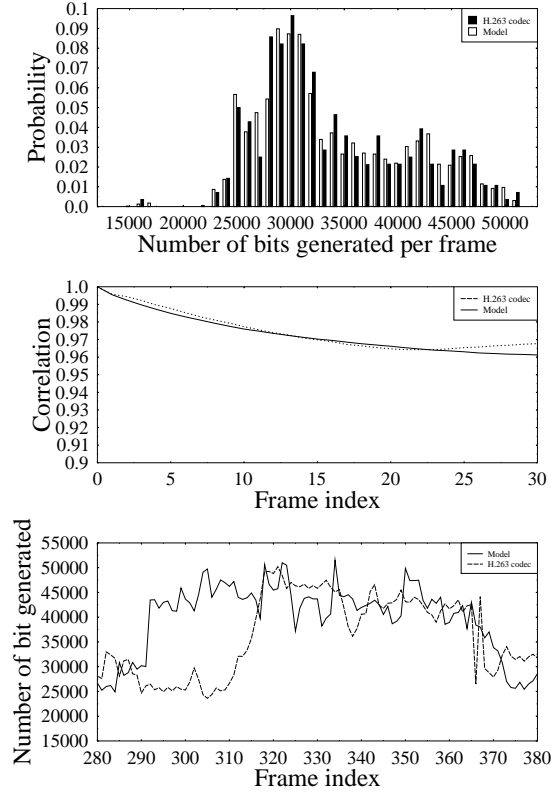 0.1
0.09
0.08
0.07
0.06
0.05
0.04
0.03
0.02
0.01
0.0
Probability
H.263 codec
Model
15000 20000 25000 30000 35000 40000 45000 50000
Number of bits generated per frame
1.0
0.99
0.98
0.97
0.96
0.95
0.94
0.93
0.92
0.91
0.9
Correlation
H.263 codec
Model
0 5 10 15 20 25 30
Frame index
55000
50000
45000
40000
35000
30000
25000
20000
15000
Number of bit generated
Model
H.263 codec
280 290 300 310 320 330 340 350 360 370 380
Frame index